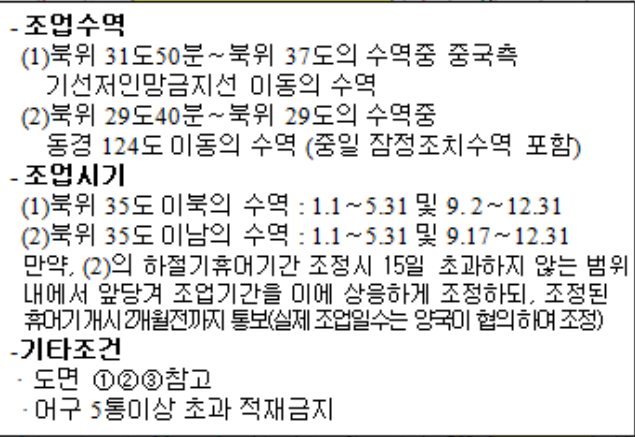 - 조업수역
(1)북위 31도50분~북위 37도의 수역중 중국측
기선저인망금지선 이동의 수역
(2)북위 29도40분~북위 29도의 수역중
동경 124도 이동의 수역 (중일 잠정조치수역 포함)
- 조업시기
(1)북위 35도 이북의 수역 : 1.1~5.31 및 9. 2~12.31
(2)북위 35도 이남의 수역 : 1.1~5.31 및 9.17~12.31
만약, (2)의 하절기휴어기간 조정시 15일 초과하지 않는 범위
내에서 앞당겨 조업기간을 이에 상응하게 조정하되, 조정된
휴어기개시2개월전까지 통보(실제 조업일수는 양국이 협의하여 조정)
-기타조건
· 도면 ①②③참고
· 어구 5통이상 초과 적재금지